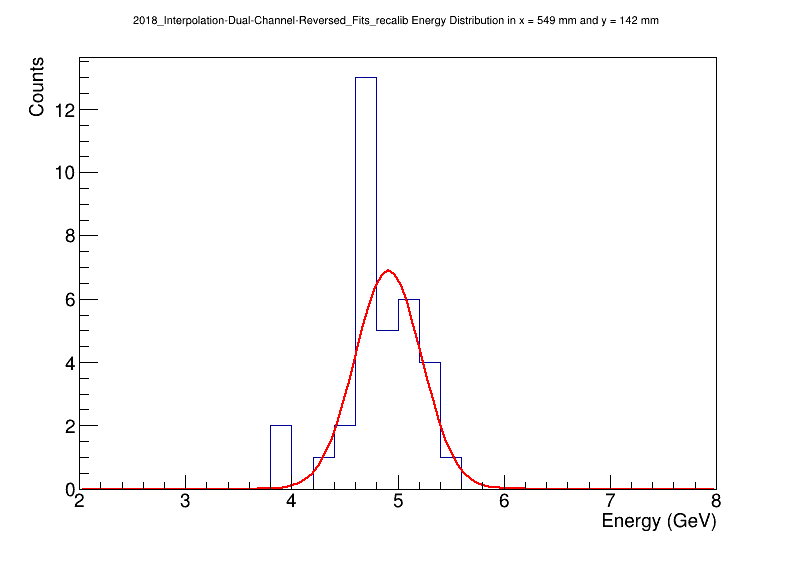 2018_Interpolation-Dual-Channel-Reversed_Fits_recalib Energy Distribution in x = 549 mm and y = 142 mm
Counts
12
10
8
6
4
2
0
2 3 4 5 6 7 8
Energy (GeV)